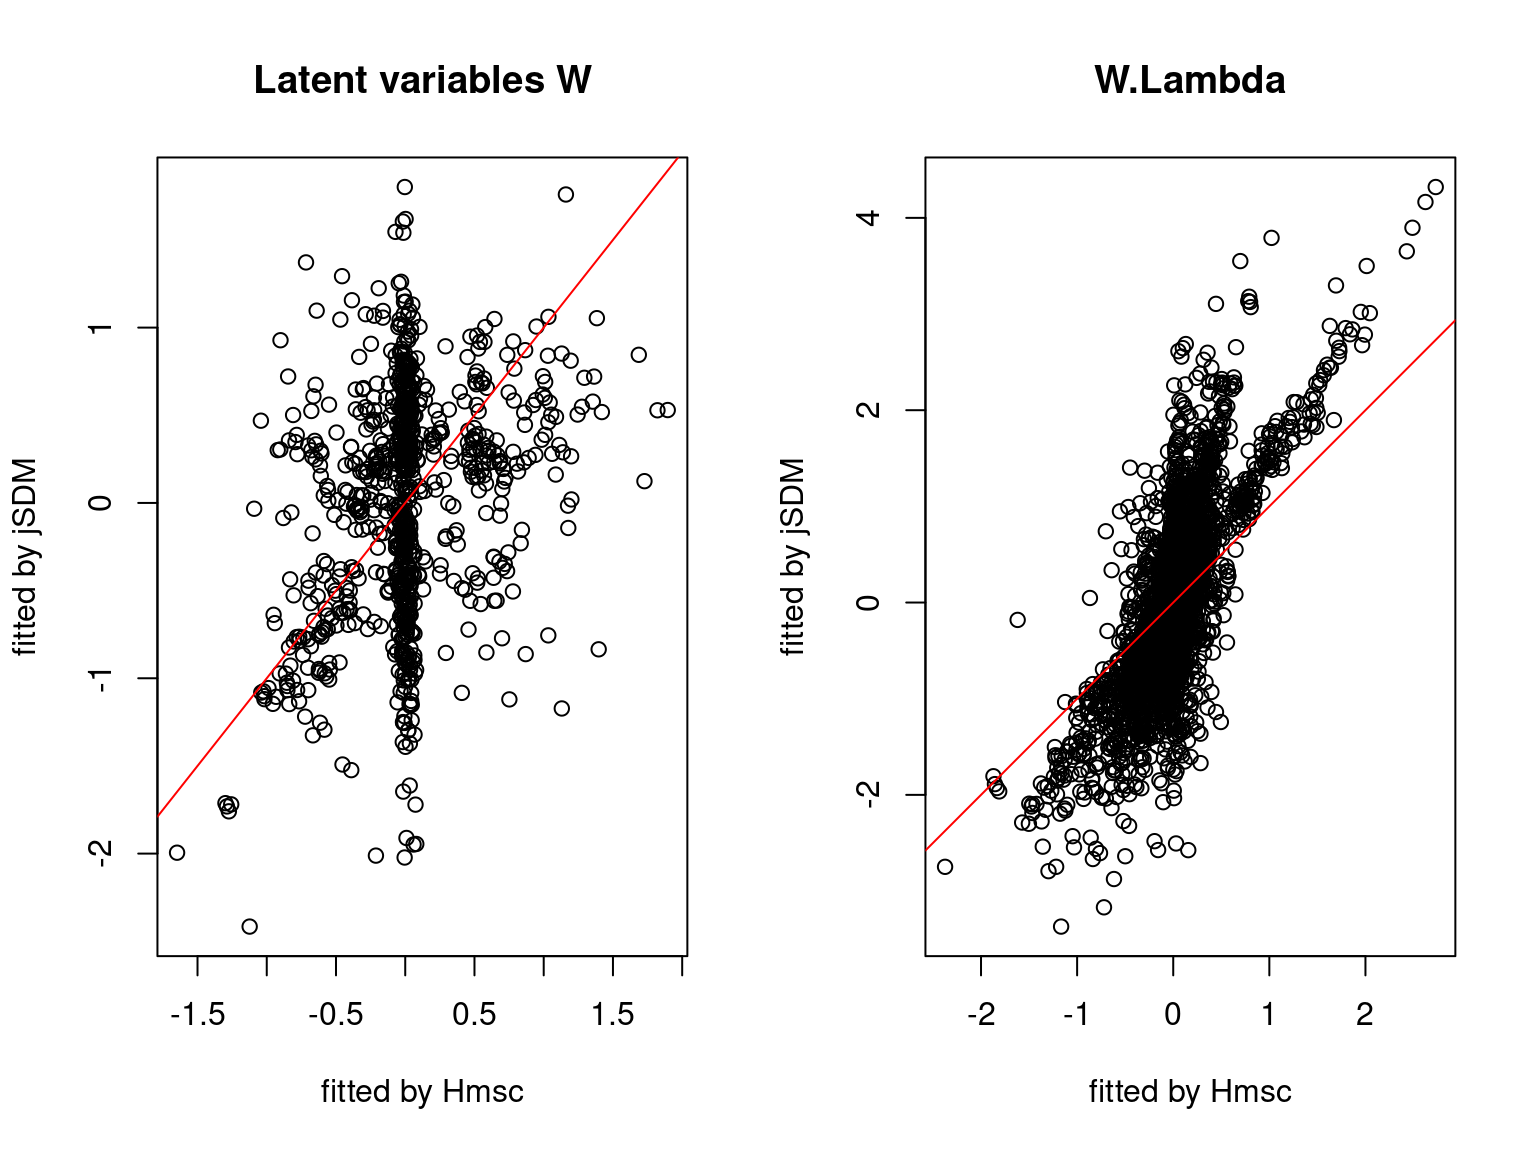 Latent variables W
fitted by jSDM
1
0
-1
-2
-1.5 -0.5 0.5 1.5
fitted by Hmsc
W.Lambda
fitted by jSDM
4
2
0
-2
-2 -1 0 1 2
fitted by Hmsc